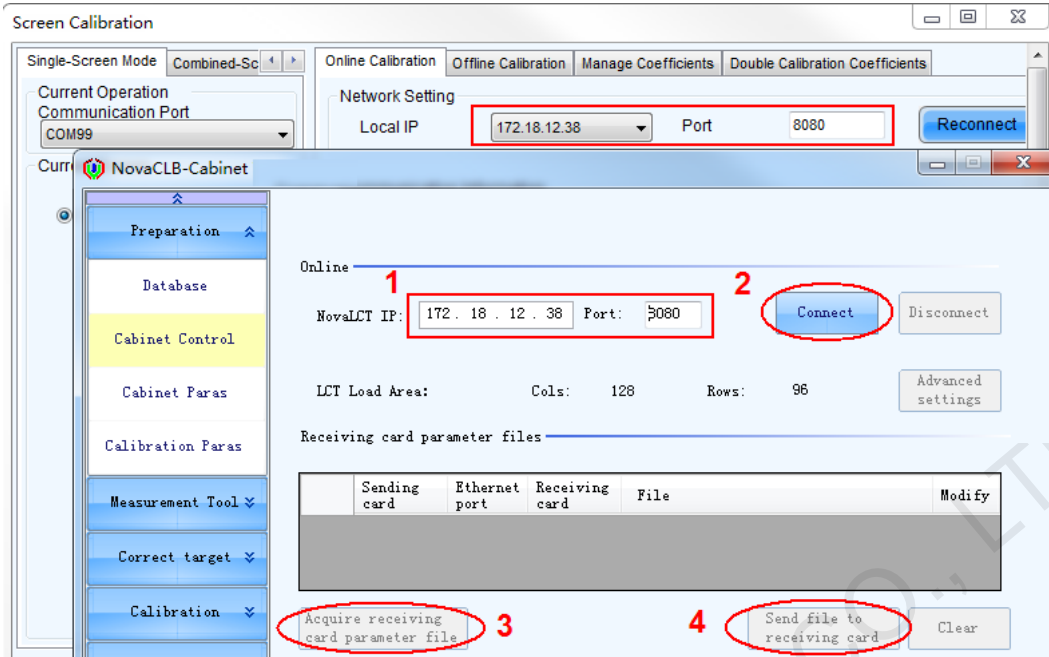 Screen Calibration
Single-Screen Mode Combined-Sc
Online Calibration Offline Calibration Manage Coefficients Double Calibration Coefficients
Current Operation
Communication Port
COM99
Network Setting
Local IP 172.18.12.38 Port 8080 Reconnect
Curre
NovaCLB-Cabinet
Preparation
Database
Cabinet Control
Cabinet Paras
Calibration Paras
Measurement Tool
Correct target
Calibration
Online
1 2
NovaLCT IP: 172 . 18 . 12 . 38 Port: 8080 Connect Disconnect
LCT Load Area: Cols: 128 Rows: 96 Advanced settings
Receiving card parameter files
Sending card Ethernet port Receiving card File Modify
Acquire receiving card parameter file 3 4 Send file to receiving card Clear
CO., LT